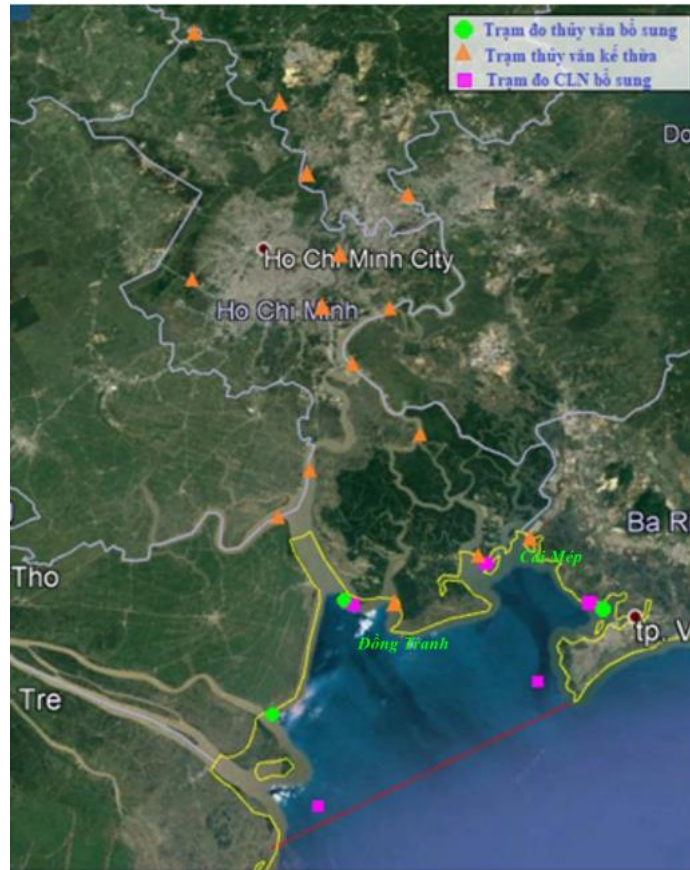 Trạm đo thủy văn bổ sung
Trạm thủy văn kế thừa
Trạm đo CLN bổ sung
Do
Ho Chi Minh City
Ho Chi Minh
Ba R
Cái Mép
Tho
Đồng Tranh
tp. V
Tre